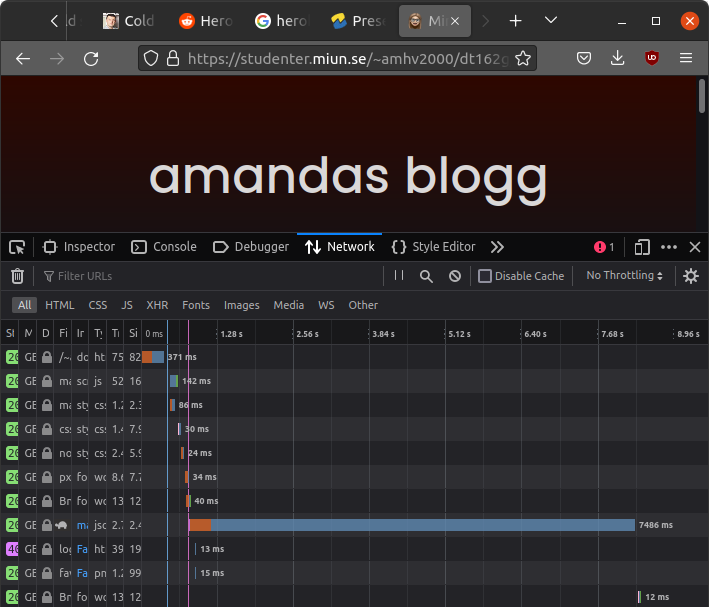 Cold Hero hero Prese Mi
https://studenter.miun.se/~amhv2000/dt162g
amandas blogg
Inspector Console Debugger Network Style Editor 1
Filter URLs Disable Cache No Throttling
All HTML CSS JS XHR Fonts Images Media WS Other
St M D Fi In Ty Tr Si 0 ms 1.28 s 2.56 s 3.84 s 5.12 s 6.40 s 7.68 s 8.96 s
20 GE /~a do ht 75 82 371 ms
20 GE ma sc js 52 16 142 ms
20 GE ma sty css 1.2 2.3 86 ms
20 GE css sty css 1.4 7.9 30 ms
20 GE no sty css 2.4 5.9 24 ms
20 GE px fo wo 8.6 7.7 34 ms
20 GE Br fo wo 13 12 40 ms
20 GE ma jsc 2.7 2.4 7486 ms
40 GE log Fa ht 39 19 13 ms
20 GE fav Fa pn 1.2 99 15 ms
20 GE Br fo wo 13 12 12 ms